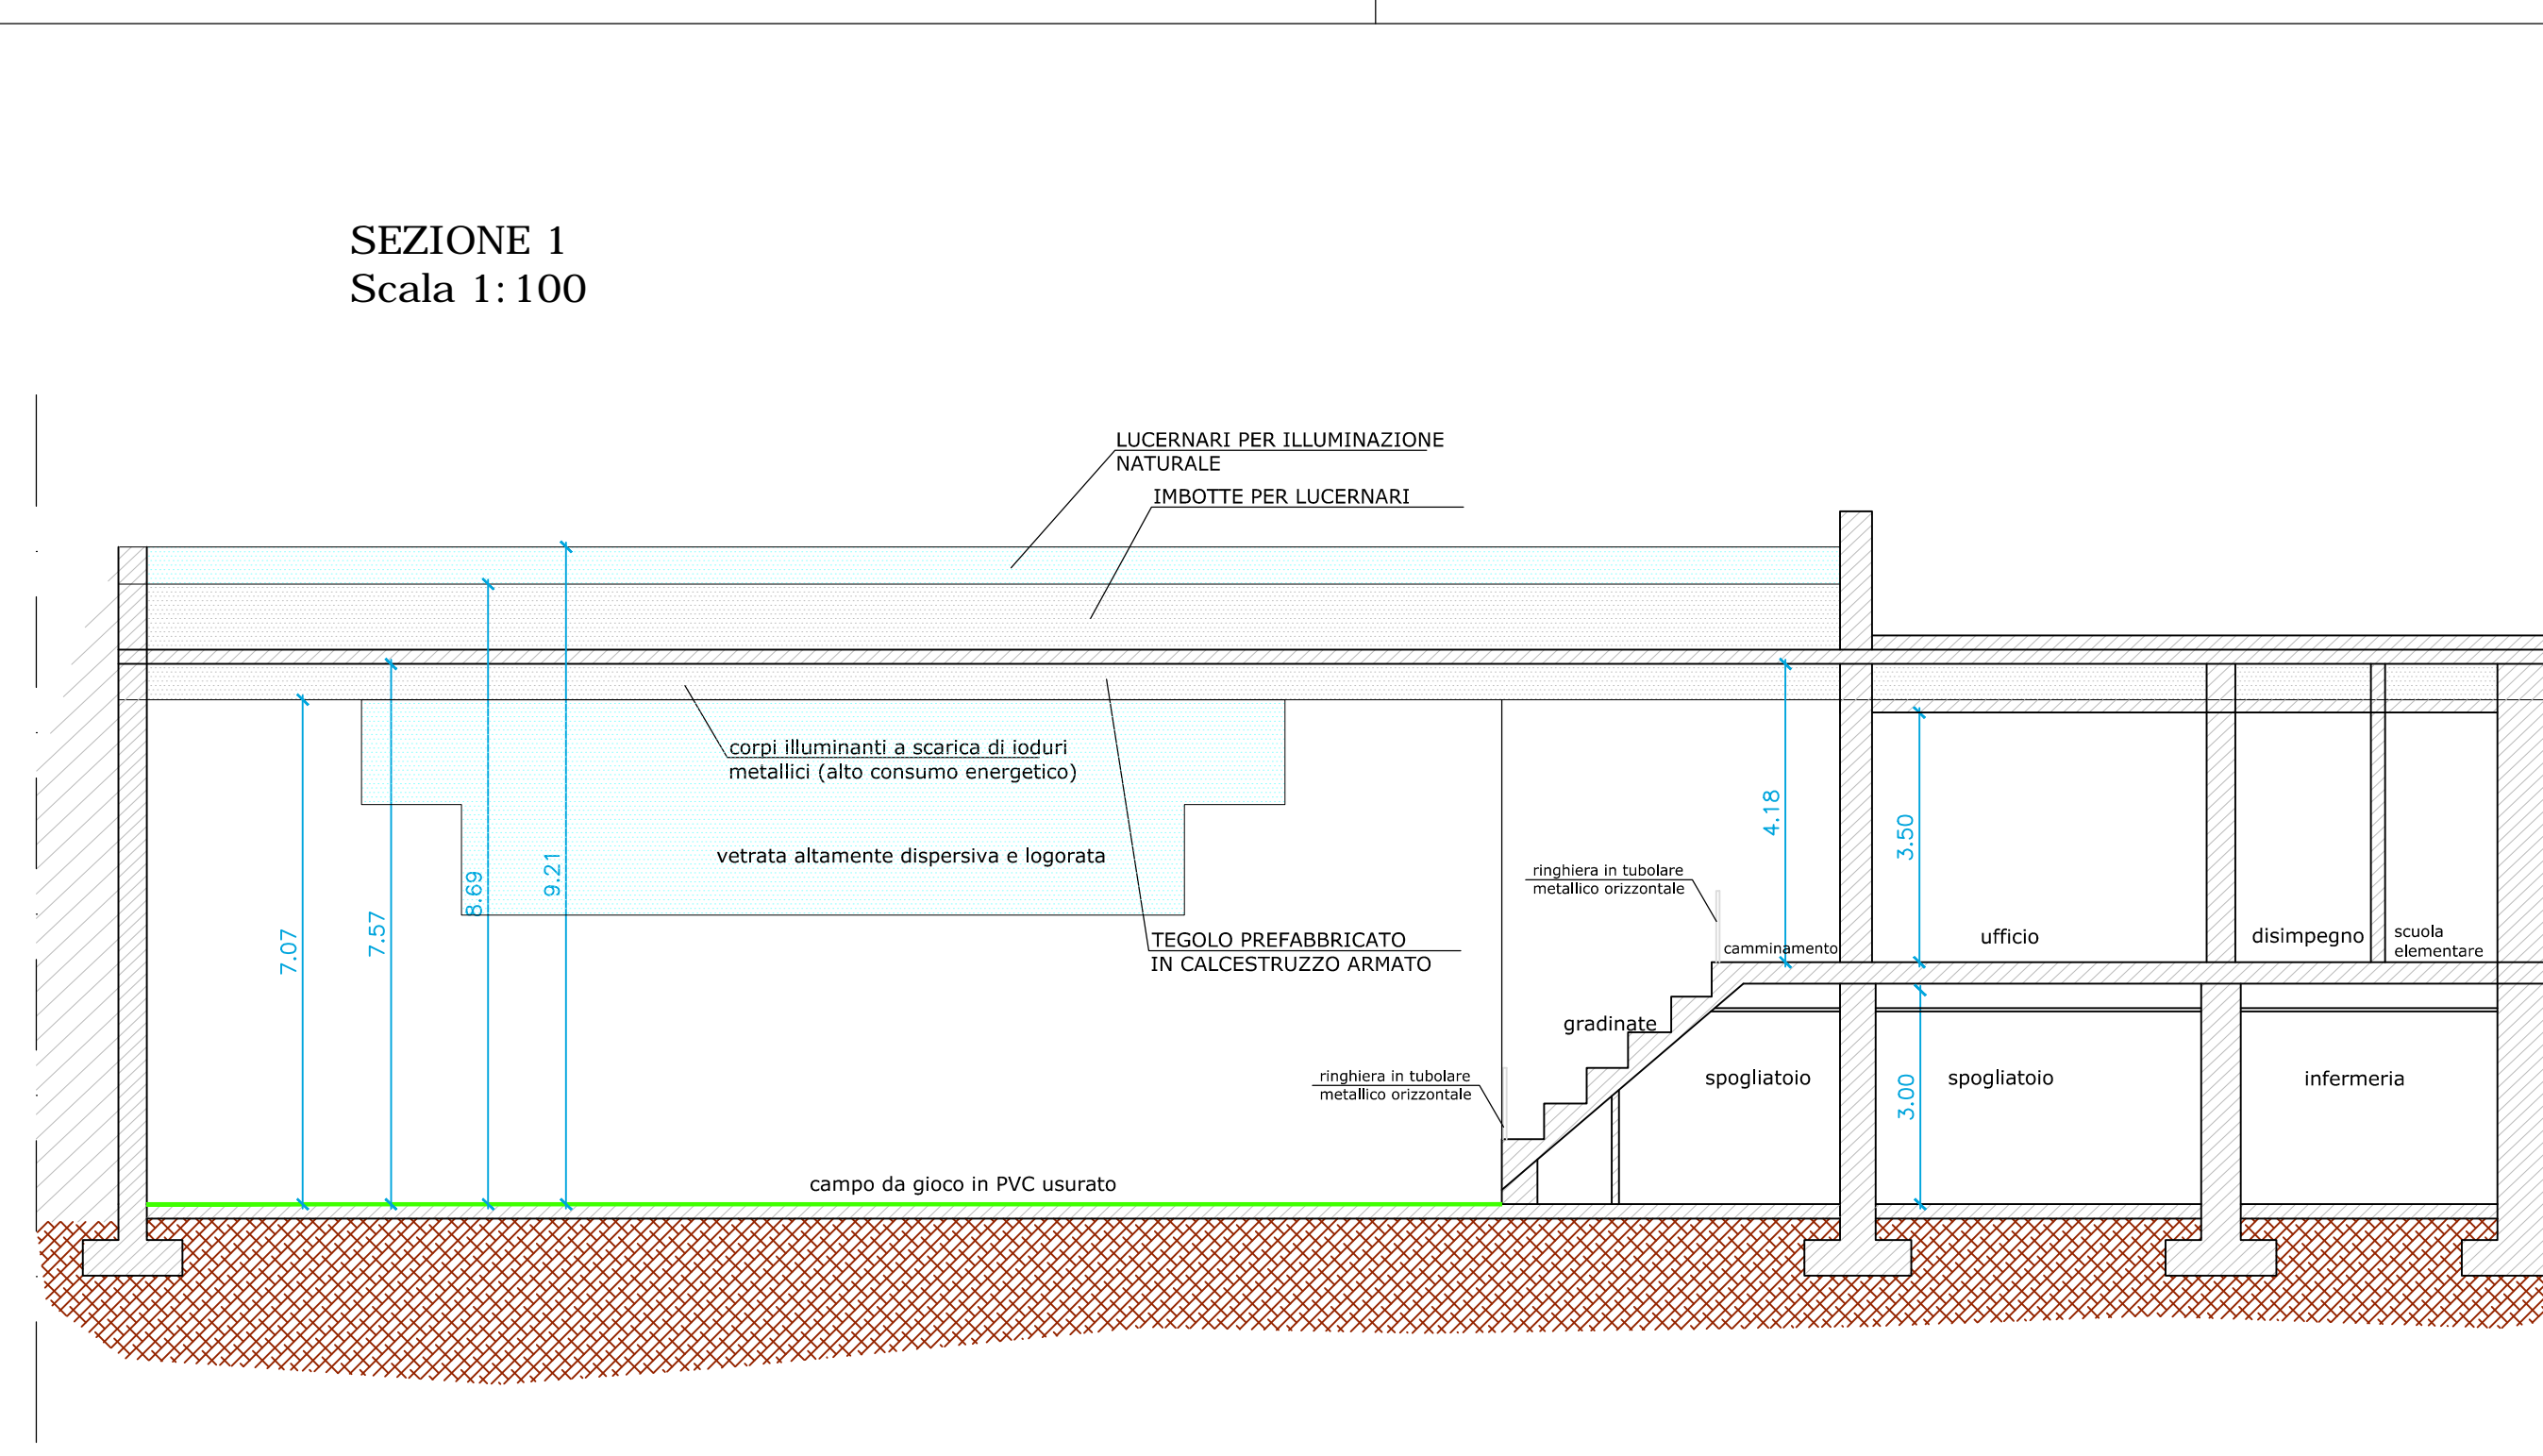 SEZIONE 1
Scala 1:100
LUCERNARI PER ILLUMINAZIONE
NATURALE
IMBOTTE PER LUCERNARI
corpi illuminanti a scarica di ioduri
metallici (alto consumo energetico)
vetrata altamente dispersiva e logorata
7.07
7.57
8.69
9.21
TEGOLO PREFABBRICATO
IN CALCESTRUZZO ARMATO
4.18
3.50
ringhiera in tubolare
metallico orizzontale
camminamento
ufficio
disimpegno
scuola
elementare
gradinate
ringhiera in tubolare
metallico orizzontale
spogliatoio
spogliatoio
3.00
infermeria
campo da gioco in PVC usurato